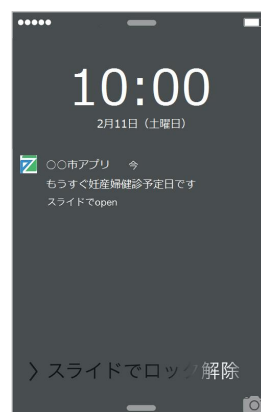 10:00
2月11日（土曜日）
○○市アプリ　今
もうすぐ妊産婦健診予定日です
スライドでopen
〉スライドでロック解除